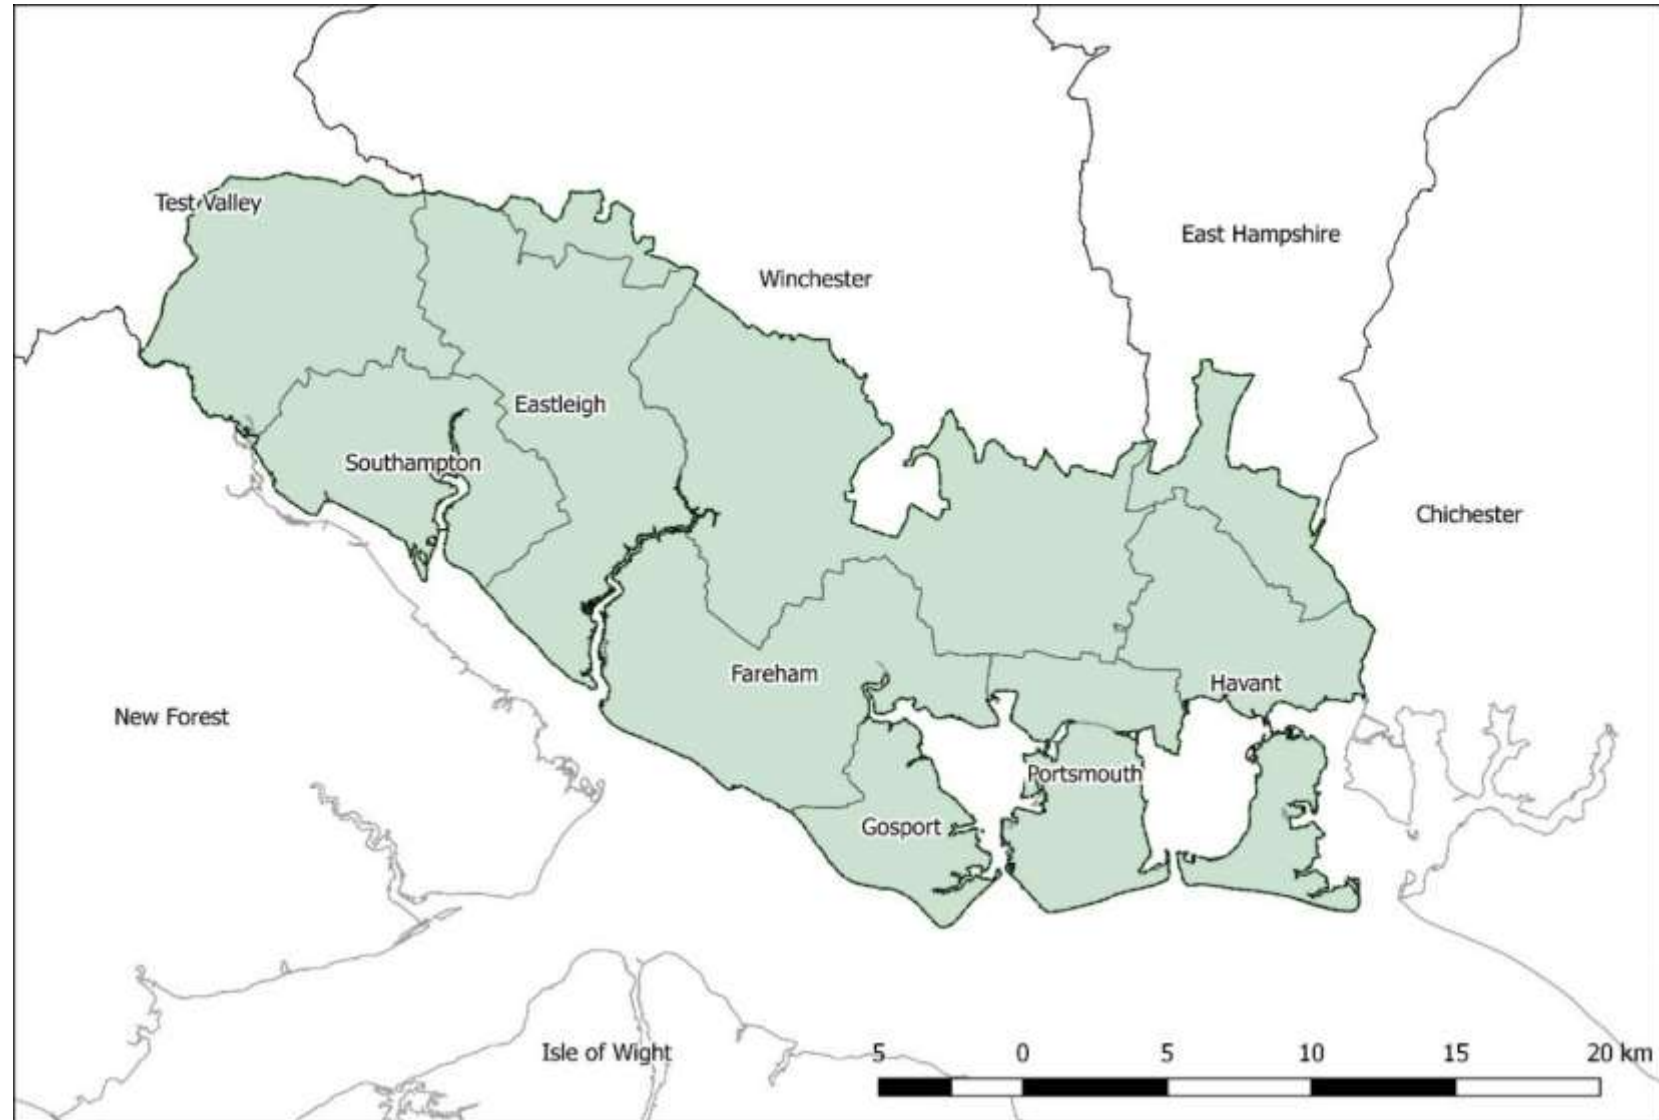 Test Valley
East Hampshire
Winchester
Eastleigh
Southampton
Chichester
Fareham
Havant
New Forest
Portsmouth
Gosport
Isle of Wight
5 0 5 10 15 20 km